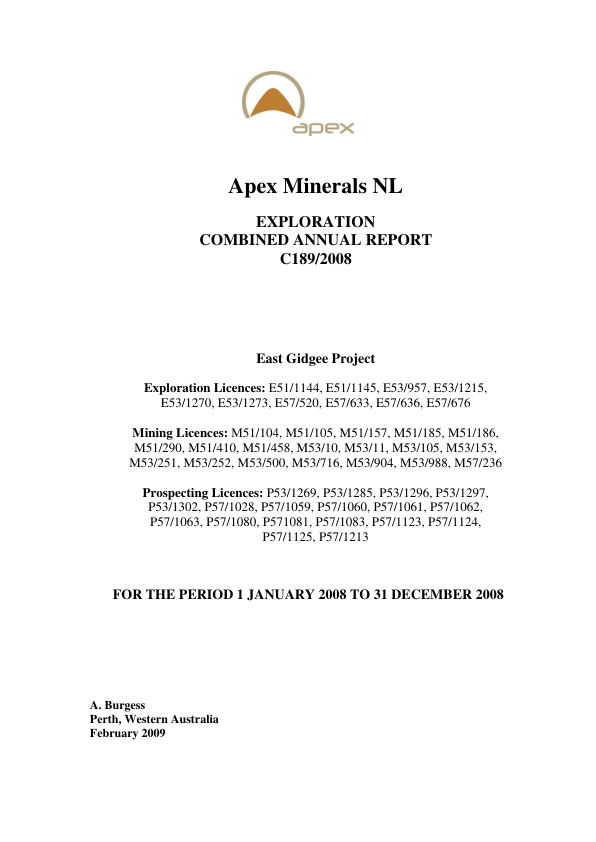 apex
Apex Minerals NL
EXPLORATION
COMBINED ANNUAL REPORT
C189/2008
East Gidgee Project
Exploration Licences: E51/1144, E51/1145, E53/957, E53/1215,
E53/1270, E53/1273, E57/520, E57/633, E57/636, E57/676
Mining Licences: M51/104, M51/105, M51/157, M51/185, M51/186,
M51/290, M51/410, M51/458, M53/10, M53/11, M53/105, M53/153,
M53/251, M53/252, M53/500, M53/716, M53/904, M53/988, M57/236
Prospecting Licences: P53/1269, P53/1285, P53/1296, P53/1297,
P53/1302, P57/1028, P57/1059, P57/1060, P57/1061, P57/1062,
P57/1063, P57/1080, P571081, P57/1083, P57/1123, P57/1124,
P57/1125, P57/1213
FOR THE PERIOD 1 JANUARY 2008 TO 31 DECEMBER 2008
A. Burgess
Perth, Western Australia
February 2009